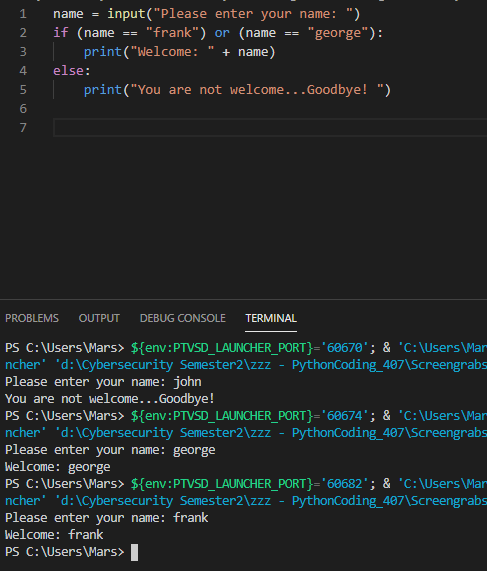 1 name = input("Please enter your name: ")
2 if (name == "frank") or (name == "george"):
3     print("Welcome: " + name)
4 else:
5     print("You are not welcome...Goodbye! ")
6
7
PROBLEMS OUTPUT DEBUG CONSOLE TERMINAL
PS C:\Users\Mars> ${env:PTVSD_LAUNCHER_PORT}='60670'; & 'C:\Users\Mar
ncher' 'd:\Cybersecurity Semester2\zzz - PythonCoding_407\Screengrabs
Please enter your name: john
You are not welcome...Goodbye!
PS C:\Users\Mars> ${env:PTVSD_LAUNCHER_PORT}='60674'; & 'C:\Users\Mar
ncher' 'd:\Cybersecurity Semester2\zzz - PythonCoding_407\Screengrabs
Please enter your name: george
Welcome: george
PS C:\Users\Mars> ${env:PTVSD_LAUNCHER_PORT}='60682'; & 'C:\Users\Mar
ncher' 'd:\Cybersecurity Semester2\zzz - PythonCoding_407\Screengrabs
Please enter your name: frank
Welcome: frank
PS C:\Users\Mars>